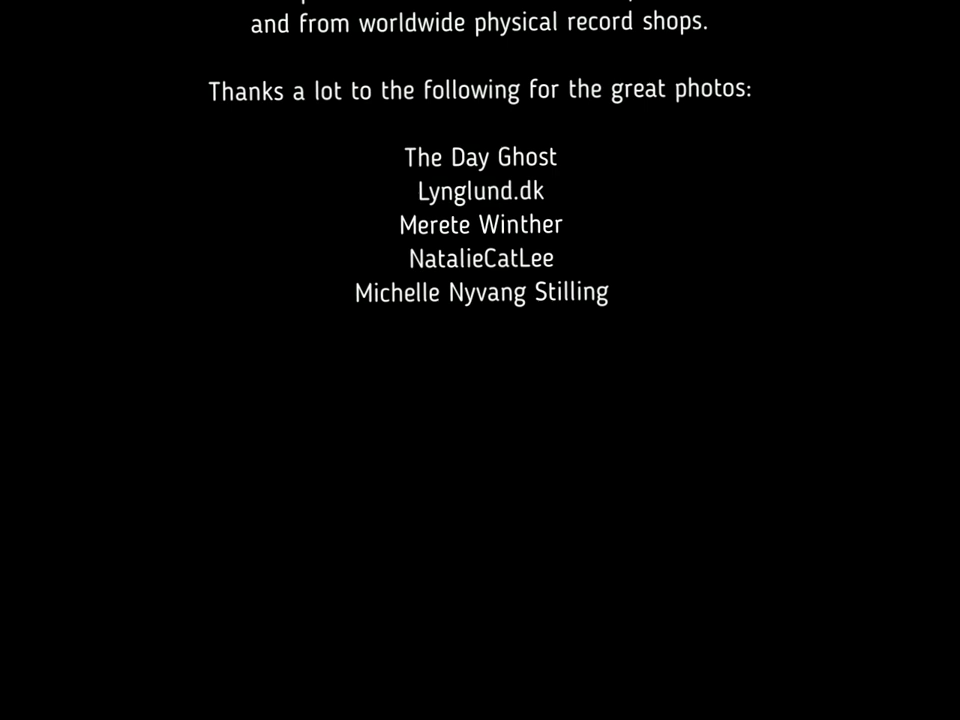 and from worldwide physical record shops.
Thanks a lot to the following for the great photos:
The Day Ghost
Lynglund.dk
Merete Winther
NatalieCatLee
Michelle Nyvang Stilling